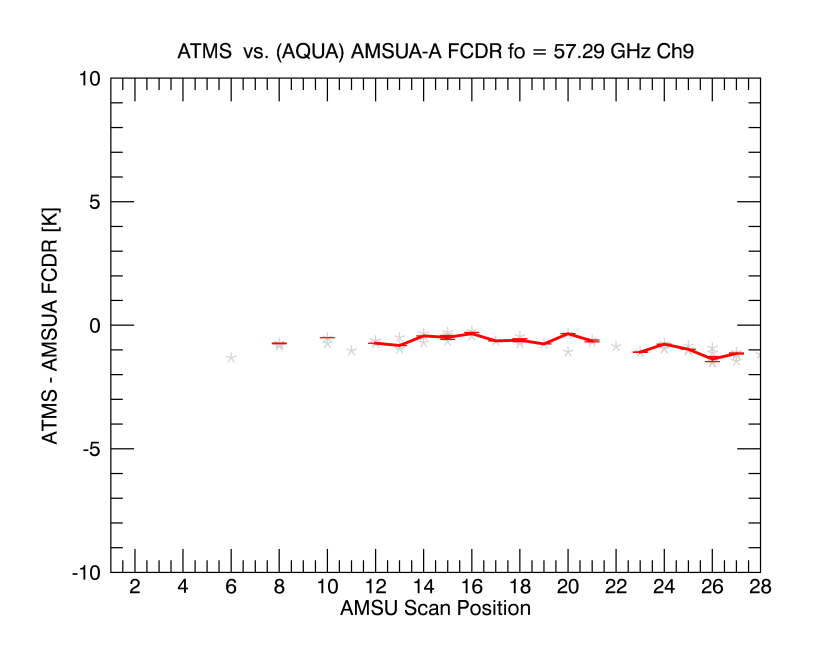 ATMS  vs. (AQUA) AMSUA-A FCDR fo = 57.29 GHz Ch9
10
5
0
-5
-10
ATMS - AMSUA FCDR [K]
2 4 6 8 10 12 14 16 18 20 22 24 26 28
AMSU Scan Position